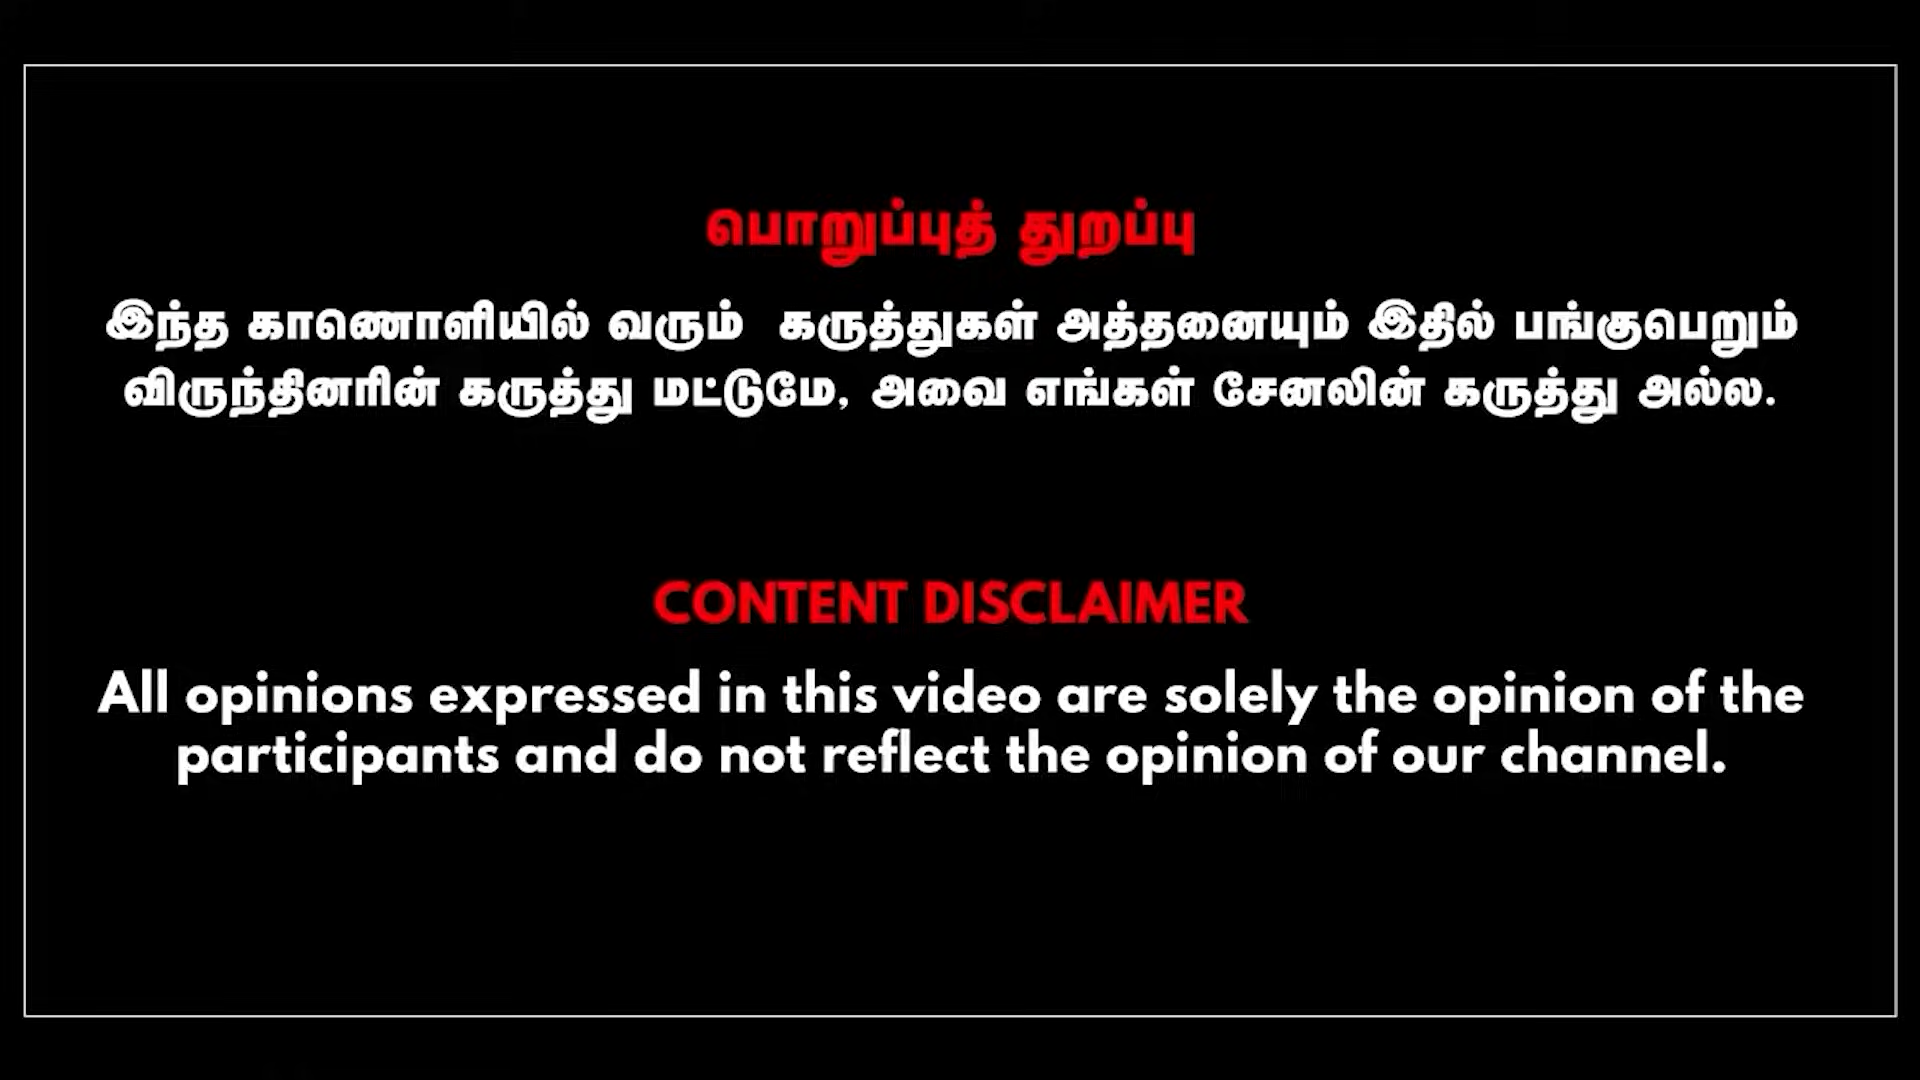 பொறுப்புத் துறப்பு
இந்த காணொளியில் வரும் கருத்துகள் அத்தனையும் இதில் பங்குபெறும்
விருந்தினரின் கருத்து மட்டுமே, அவை எங்கள் சேனலின் கருத்து அல்ல.
CONTENT DISCLAIMER
All opinions expressed in this video are solely the opinion of the
participants and do not reflect the opinion of our channel.